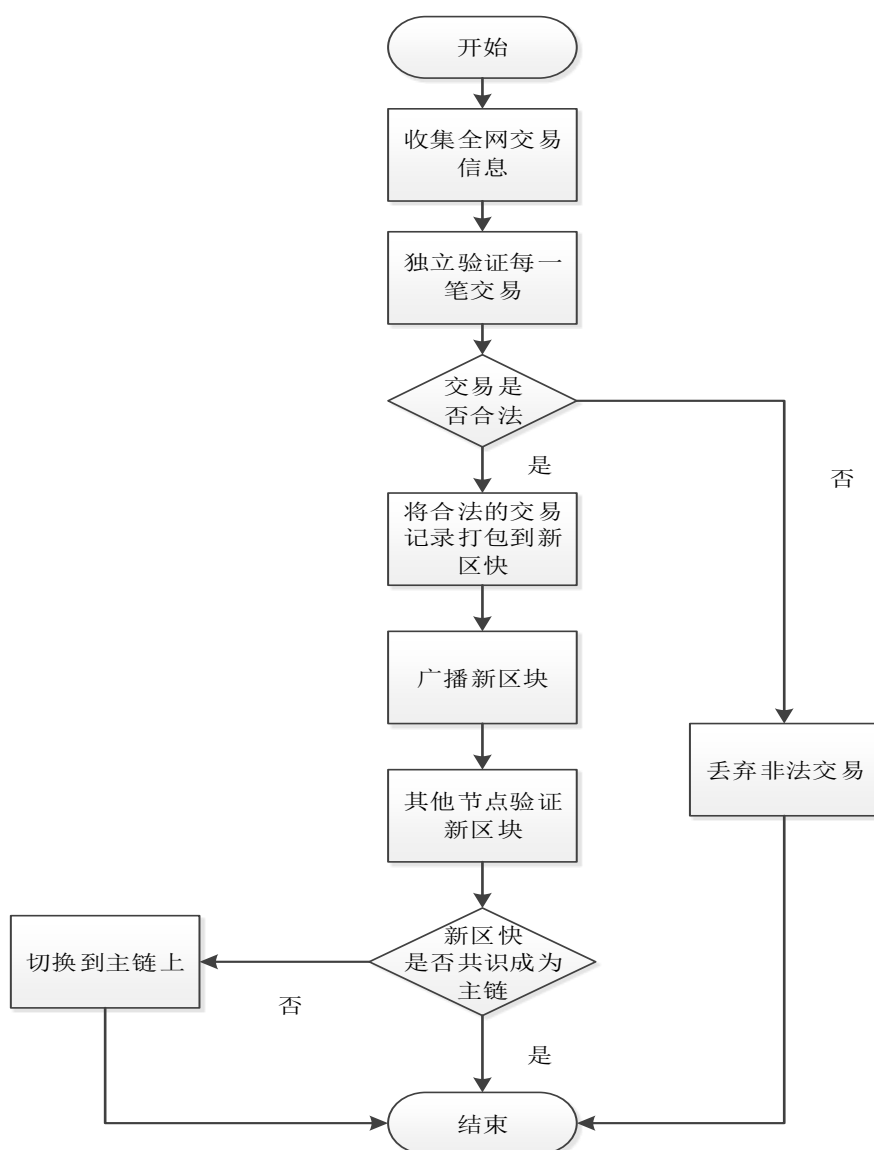 开始
收集全网交易
信息
独立验证每一
笔交易
交易是
否合法
是
否
将合法的交易
记录打包到新
区快
广播新区块
丢弃非法交易
其他节点验证
新区块
新区快
是否共识成为
主链
切换到主链上
否
是
结束